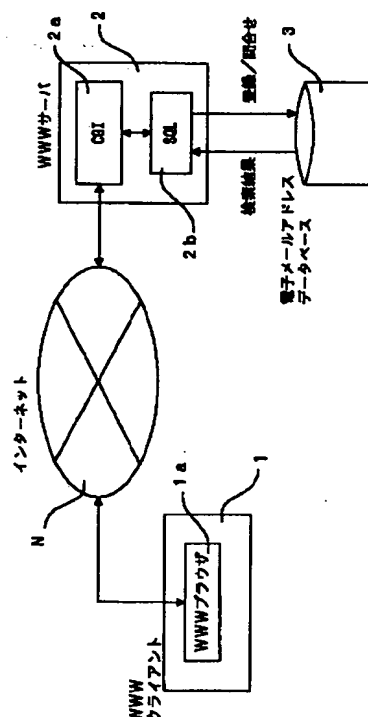 WWWサーバ
2a
2
CGI
SQL
2b
登録／問合せ
検索結果
3
電子メールアドレス
データベース
インターネット
N
WWW
クライアント
WWWブラウザ
1a
1